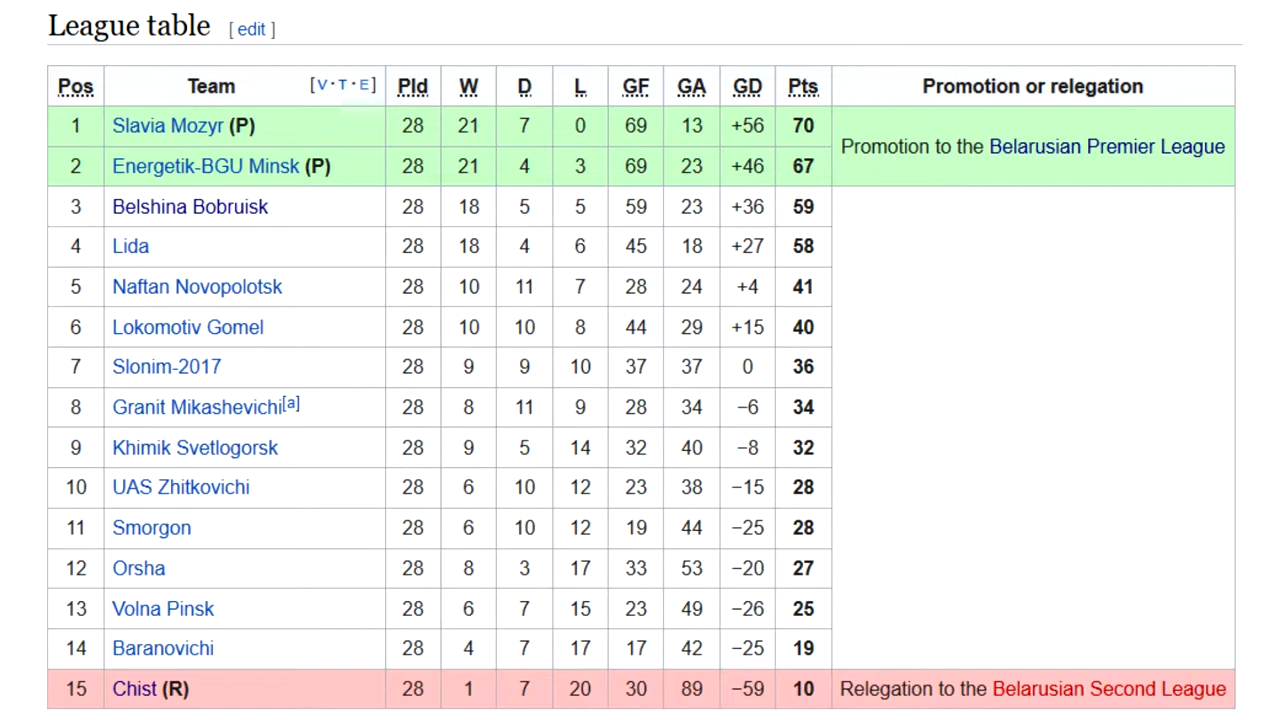 League table [ edit ]
Pos Team [V·T·E] Pld W D L GF GA GD Pts Promotion or relegation
1 Slavia Mozyr (P) 28 21 7 0 69 13 +56 70 Promotion to the Belarusian Premier League
2 Energetik-BGU Minsk (P) 28 21 4 3 69 23 +46 67
3 Belshina Bobruisk 28 18 5 5 59 23 +36 59
4 Lida 28 18 4 6 45 18 +27 58
5 Naftan Novopolotsk 28 10 11 7 28 24 +4 41
6 Lokomotiv Gomel 28 10 10 8 44 29 +15 40
7 Slonim-2017 28 9 9 10 37 37 0 36
8 Granit Mikashevichi[a] 28 8 11 9 28 34 −6 34
9 Khimik Svetlogorsk 28 9 5 14 32 40 −8 32
10 UAS Zhitkovichi 28 6 10 12 23 38 −15 28
11 Smorgon 28 6 10 12 19 44 −25 28
12 Orsha 28 8 3 17 33 53 −20 27
13 Volna Pinsk 28 6 7 15 23 49 −26 25
14 Baranovichi 28 4 7 17 17 42 −25 19
15 Chist (R) 28 1 7 20 30 89 −59 10 Relegation to the Belarusian Second League